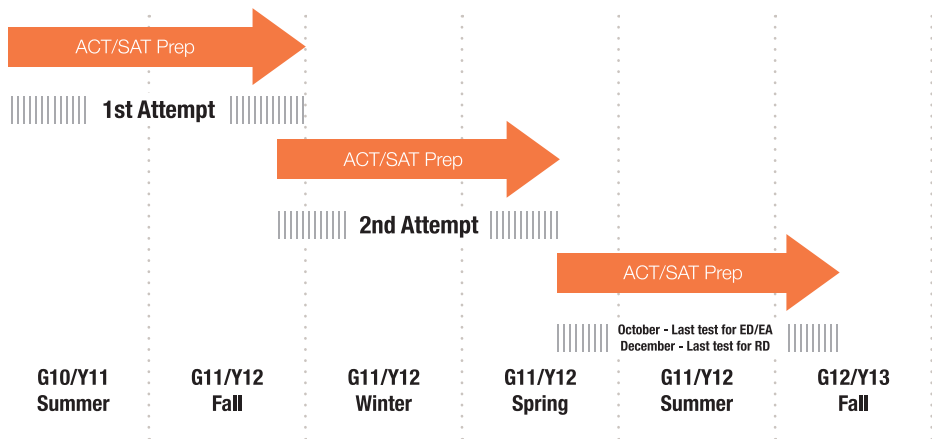 ACT/SAT Prep
1st Attempt
ACT/SAT Prep
2nd Attempt
ACT/SAT Prep
October - Last test for ED/EA
December - Last test for RD
G10/Y11
Summer
G11/Y12
Fall
G11/Y12
Winter
G11/Y12
Spring
G11/Y12
Summer
G12/Y13
Fall